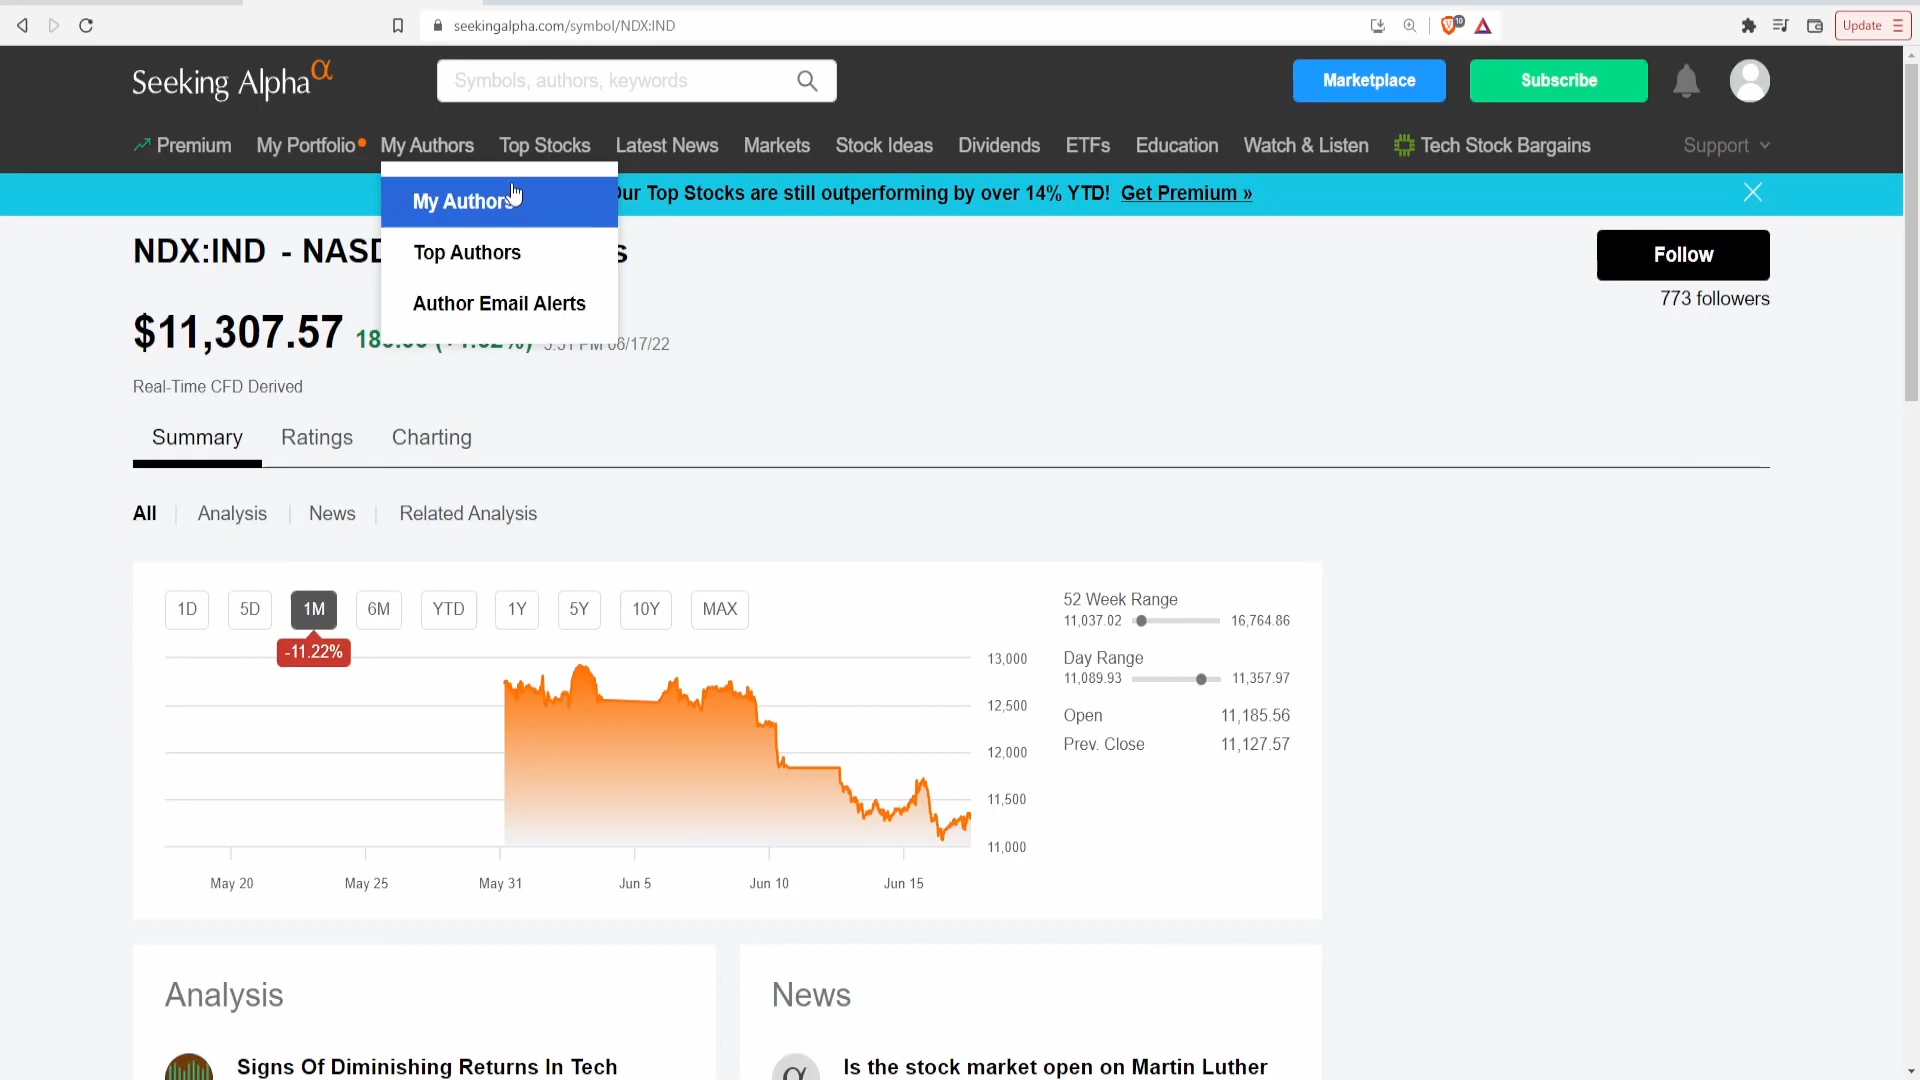 seekingalpha.com/symbol/NDX:IND
10
Update
Seeking Alpha α
Symbols, authors, keywords
Marketplace
Subscribe
Premium
My Portfolio
My Authors
Top Stocks
Latest News
Markets
Stock Ideas
Dividends
ETFs
Education
Watch & Listen
Tech Stock Bargains
Support
My Authors
Top Authors
Author Email Alerts
Our Top Stocks are still outperforming by over 14% YTD! Get Premium »
NDX:IND - NASD
Follow
773 followers
$11,307.57
06/17/22
Real-Time CFD Derived
Summary
Ratings
Charting
All
Analysis
News
Related Analysis
1D
5D
1M
6M
YTD
1Y
5Y
10Y
MAX
-11.22%
13,000
12,500
12,000
11,500
11,000
May 20
May 25
May 31
Jun 5
Jun 10
Jun 15
52 Week Range
11,037.02
16,764.86
Day Range
11,089.93
11,357.97
Open
11,185.56
Prev. Close
11,127.57
Analysis
Signs Of Diminishing Returns In Tech
News
α
Is the stock market open on Martin Luther